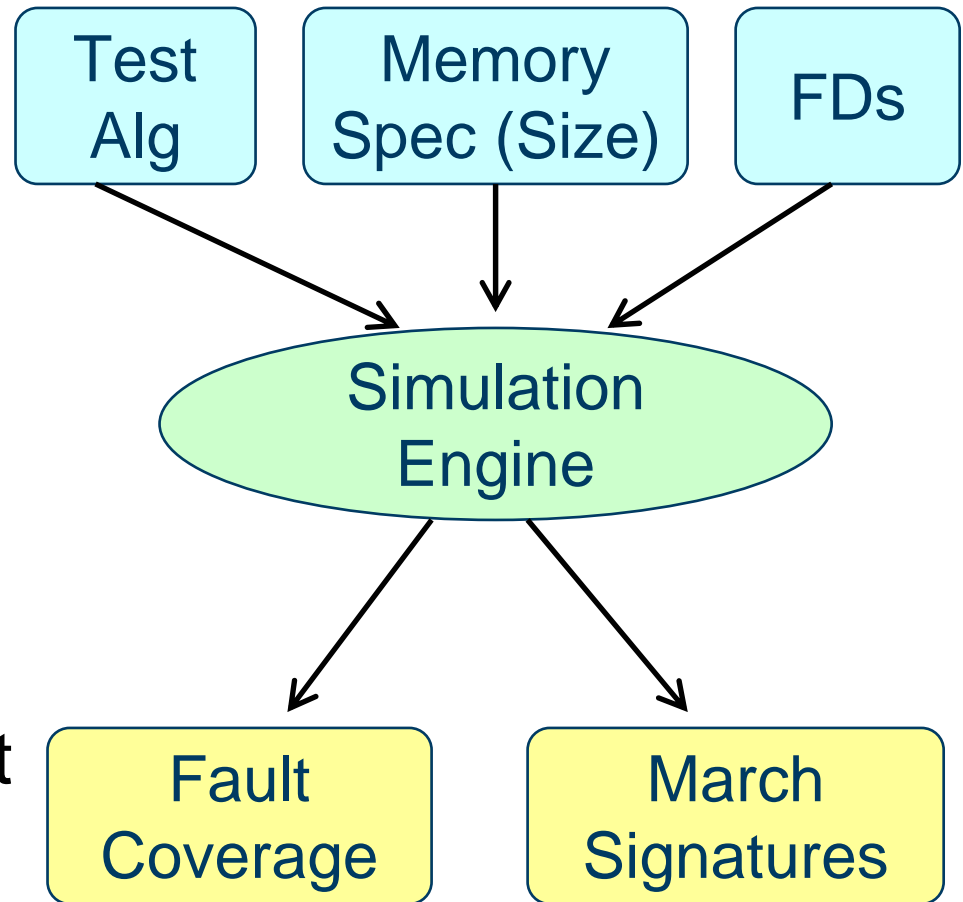 Test
Alg
Memory
Spec (Size)
FDs
Simulation
Engine
t
Fault
Coverage
March
Signatures